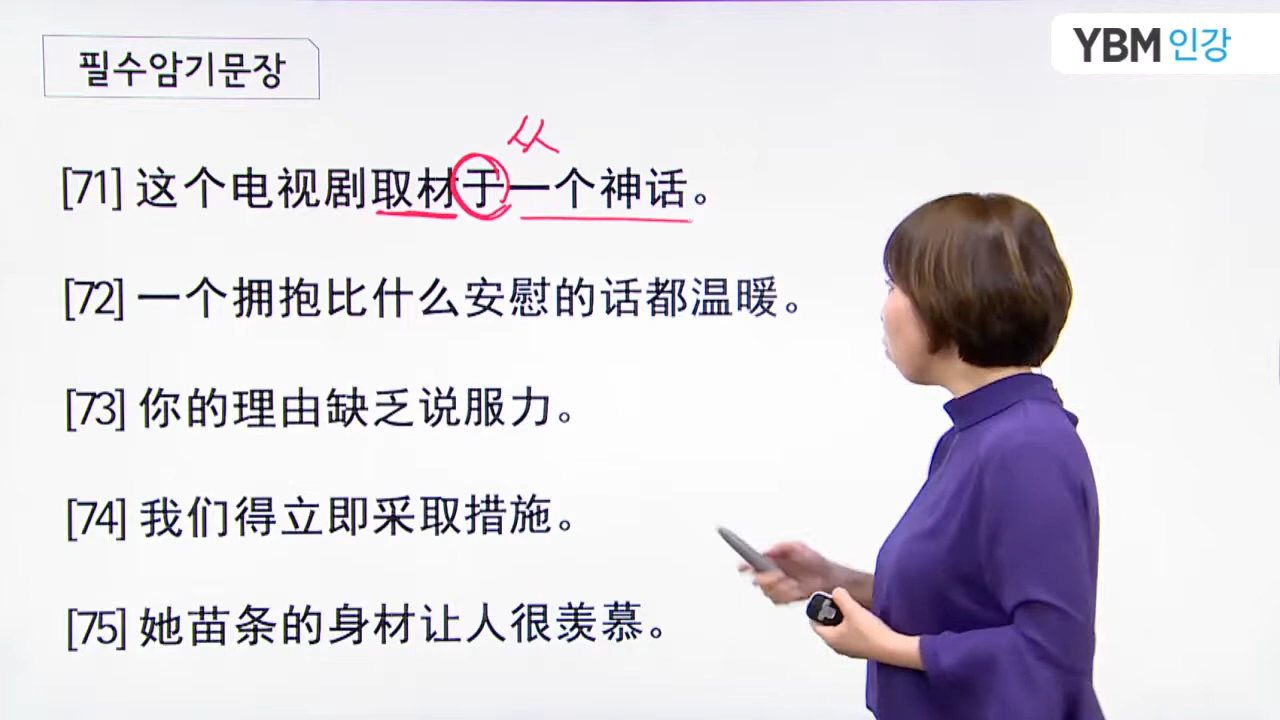 필수암기문장
YBM 인강
从
[71] 这个电视剧取材于一个神话。
[72] 一个拥抱比什么安慰的话都温暖。
[73] 你的理由缺乏说服力。
[74] 我们得立即采取措施。
[75] 她苗条的身材让人很羡慕。